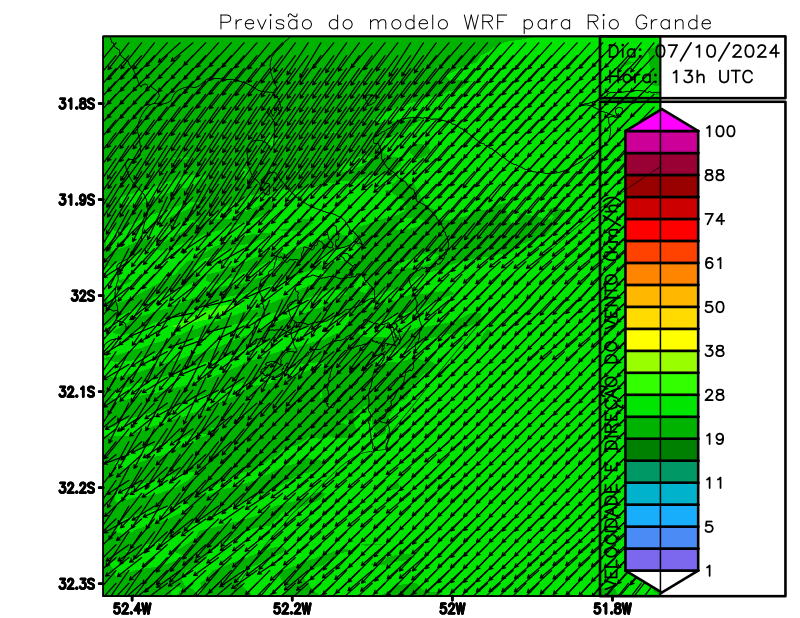 Previsão do modelo WRF para Rio Grande
Dia: 07/10/2024
Hora: 13h UTC
31.8S
31.9S
32S
32.1S
32.2S
32.3S
52.4W
52.2W
52W
51.8W
VELOCIDADE E DIREÇÃO DO VENTO (km/h)
100
88
74
61
50
38
28
19
11
5
1